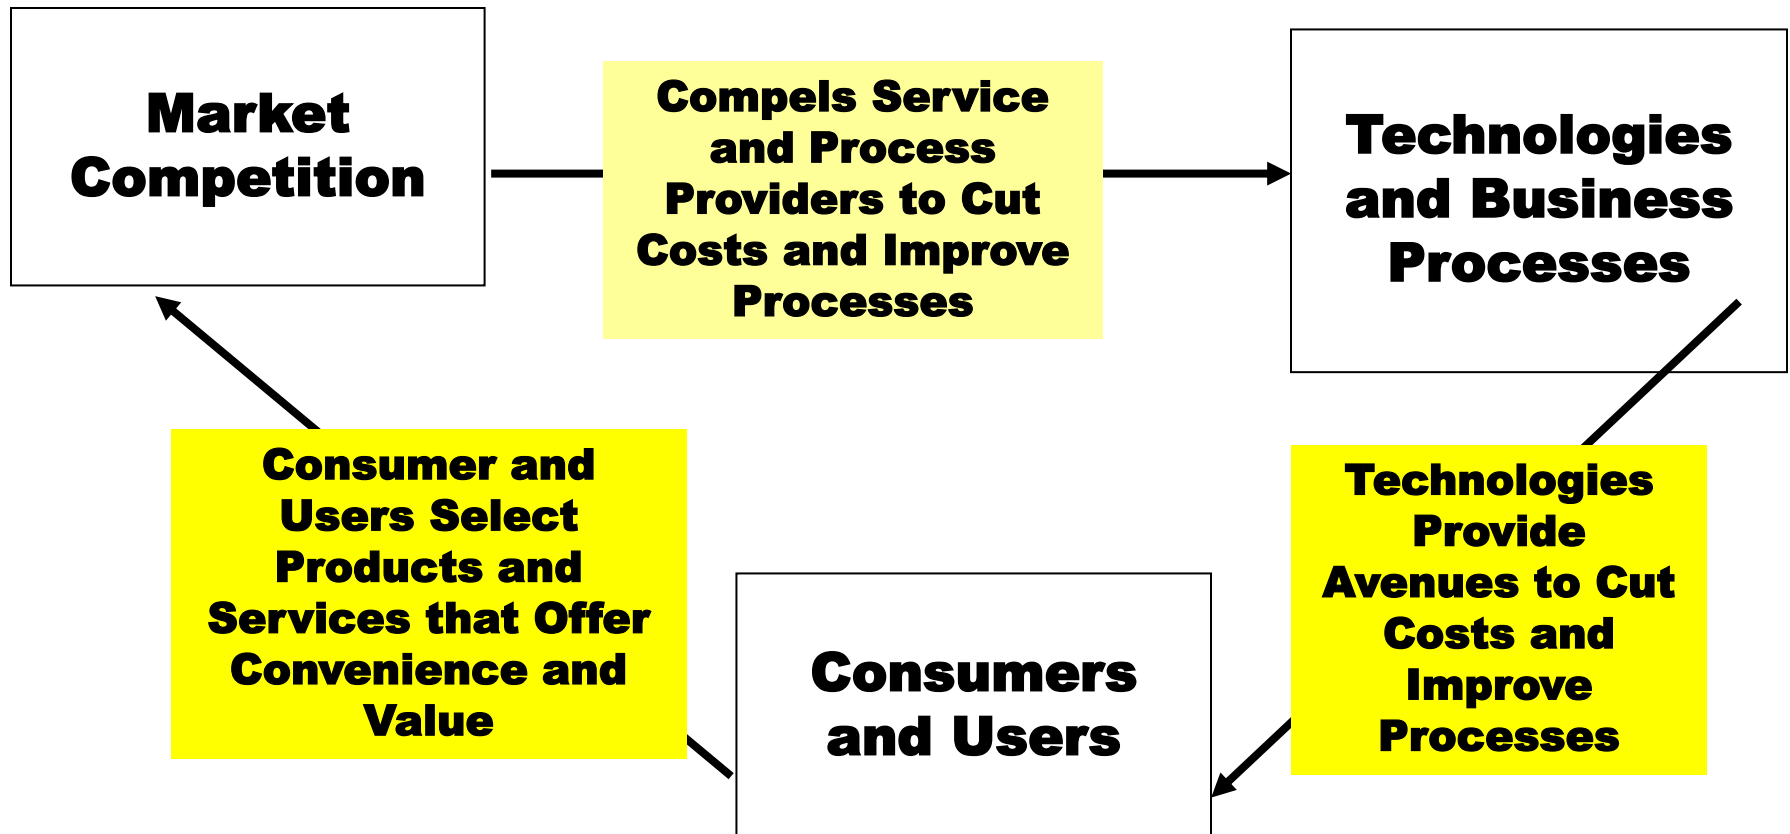 Market
Competition
Compels Service
and Process
Providers to Cut
Costs and Improve
Processes
Technologies
and Business
Processes
Consumer and
Users Select
Products and
Services that Offer
Convenience and
Value
Consumers
and Users
Technologies
Provide
Avenues to Cut
Costs and
Improve
Processes